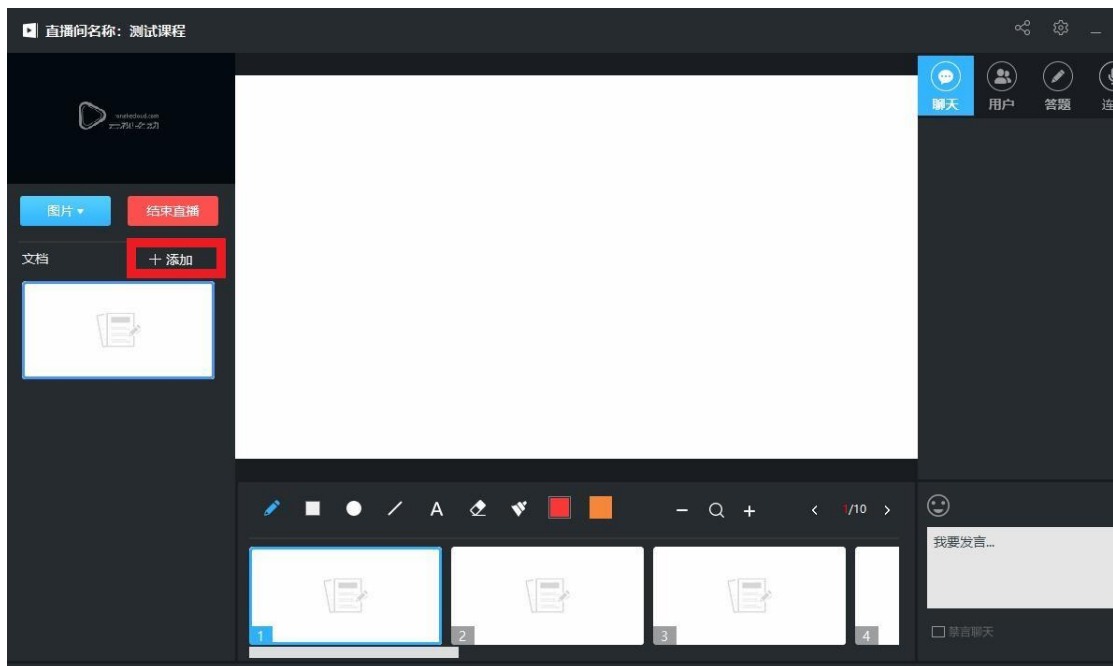 直播间名称：测试课程
聊天
用户
答题
图片
结束直播
文档
＋添加
A
1/10
我要发言...
1
2
3
4
禁言聊天